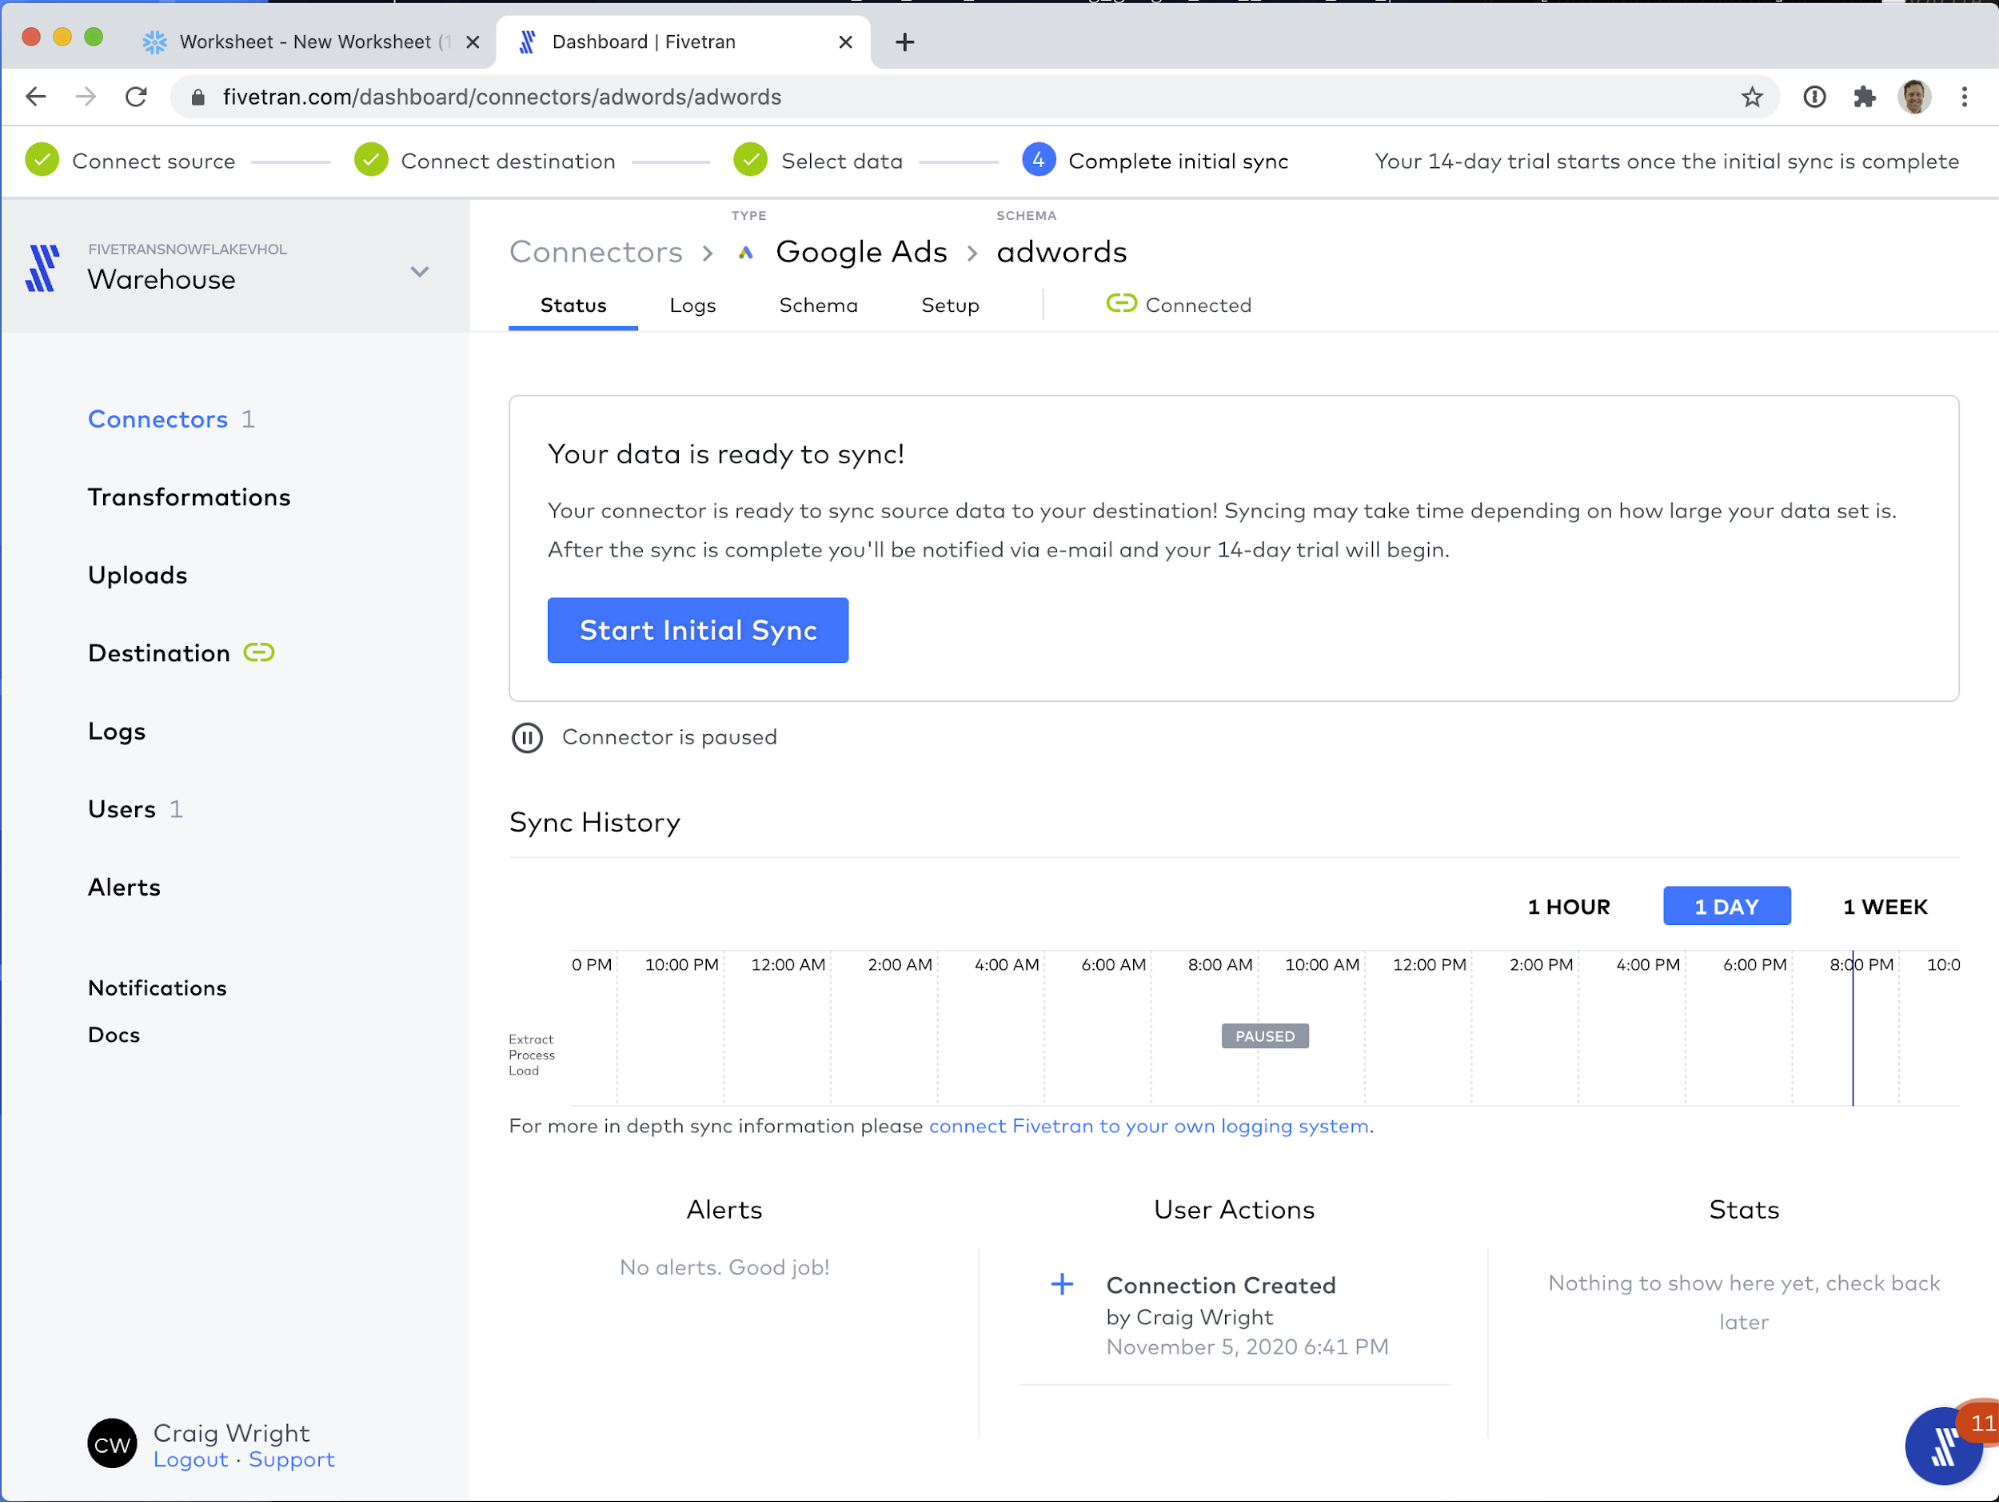 Worksheet - New Worksheet (1
Dashboard | Fivetran
fivetran.com/dashboard/connectors/adwords/adwords
Connect source
Connect destination
Select data
4 Complete initial sync
Your 14-day trial starts once the initial sync is complete
FIVETRANSNOWFLAKEVHOL
Warehouse
TYPE
SCHEMA
Connectors > Google Ads > adwords
Status
Logs
Schema
Setup
Connected
Connectors 1
Transformations
Uploads
Destination
Logs
Users 1
Alerts
Notifications
Docs
CW
Craig Wright
Logout · Support
Your data is ready to sync!
Your connector is ready to sync source data to your destination! Syncing may take time depending on how large your data set is.
After the sync is complete you'll be notified via e-mail and your 14-day trial will begin.
Start Initial Sync
Connector is paused
Sync History
1 HOUR
1 DAY
1 WEEK
0 PM 10:00 PM 12:00 AM 2:00 AM 4:00 AM 6:00 AM 8:00 AM 10:00 AM 12:00 PM 2:00 PM 4:00 PM 6:00 PM 8:00 PM 10:0
PAUSED
Extract
Process
Load
For more in depth sync information please connect Fivetran to your own logging system.
Alerts
No alerts. Good job!
User Actions
Connection Created
by Craig Wright
November 5, 2020 6:41 PM
Stats
Nothing to show here yet, check back
later
11